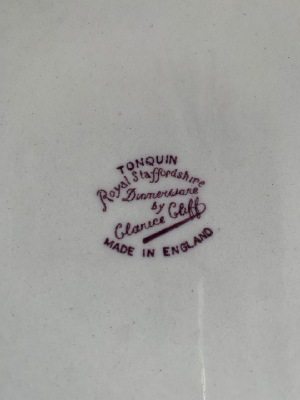 TONQUIN
Royal Staffordshire
Dinnerware
by
Clarice Cliff
MADE IN ENGLAND